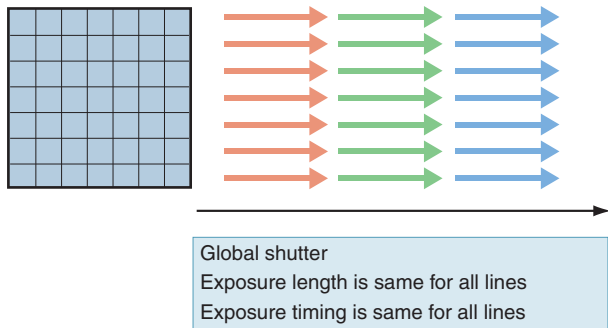 Global shutter
Exposure length is same for all lines
Exposure timing is same for all lines